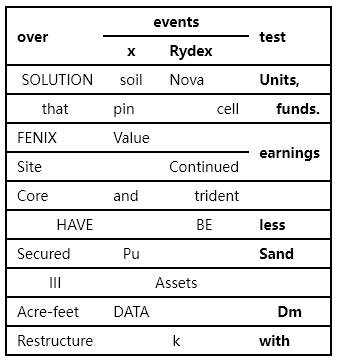 over events test
x Rydex
SOLUTION soil Nova Units,
that pin cell funds.
FENIX Value earnings
Site Continued
Core and trident
HAVE BE less
Secured Pu Sand
III Assets
Acre-feet DATA Dm
Restructure k with